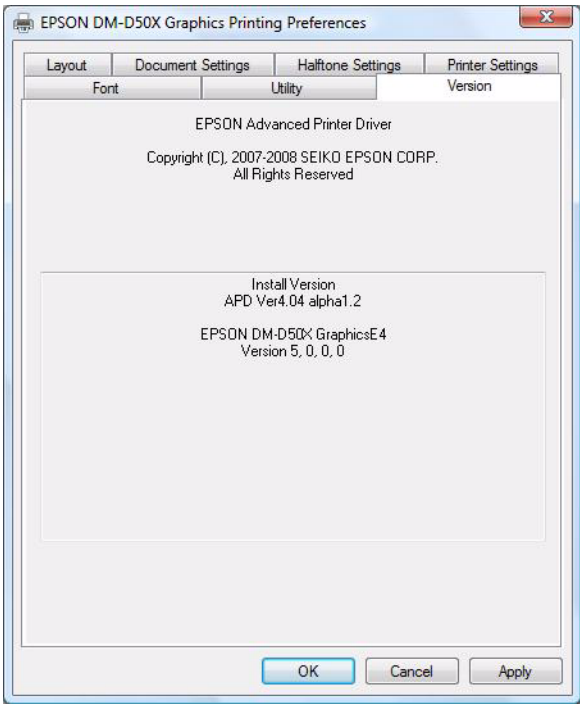 EPSON DM-D50X Graphics Printing Preferences
Layout
Document Settings
Halftone Settings
Printer Settings
Font
Utility
Version
EPSON Advanced Printer Driver
Copyright (C), 2007-2008 SEIKO EPSON CORP.
All Rights Reserved
Install Version
APD Ver4.04 alpha1.2
EPSON DM-D50X GraphicsE4
Version 5, 0, 0, 0
OK
Cancel
Apply